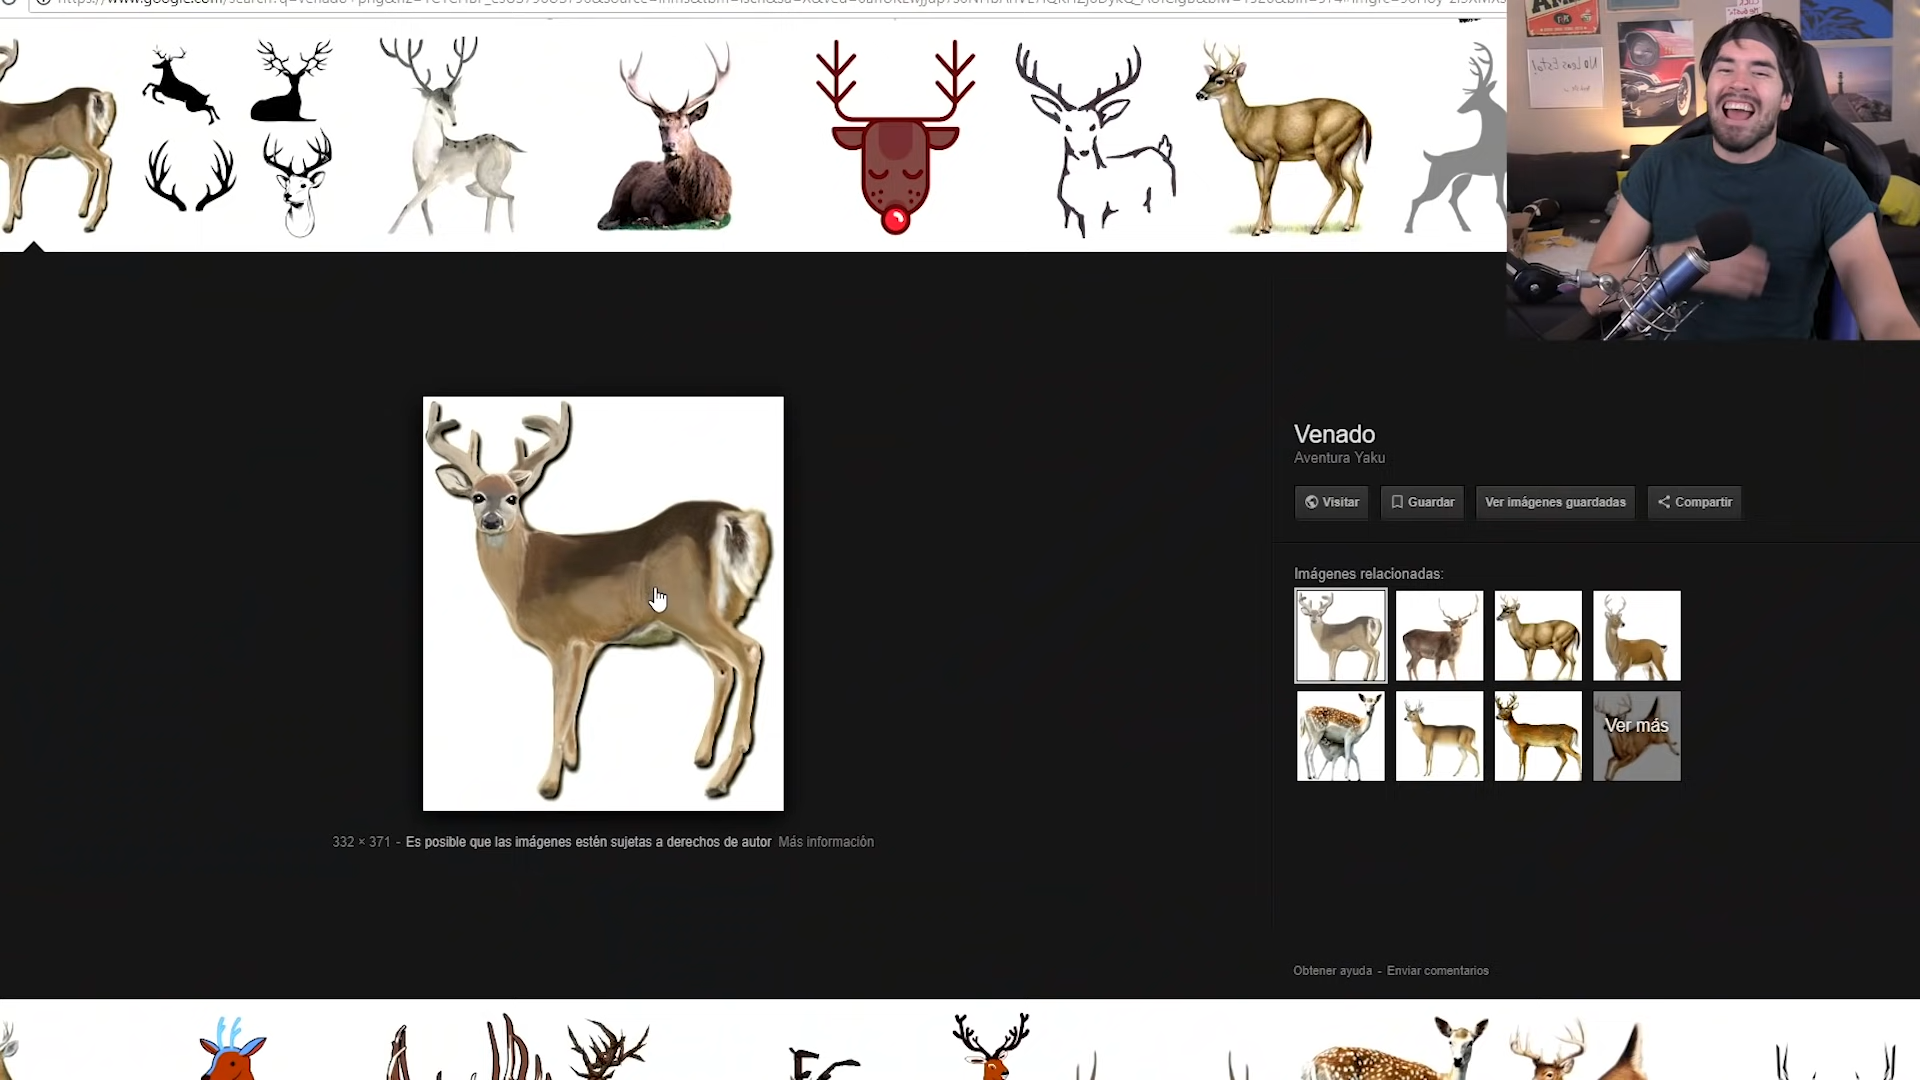 Venado
Aventura Yaku
Visitar
Guardar
Ver imágenes guardadas
Compartir
Imágenes relacionadas:
Ver más
332 × 371 - Es posible que las imágenes estén sujetas a derechos de autor Más información
Obtener ayuda - Enviar comentarios